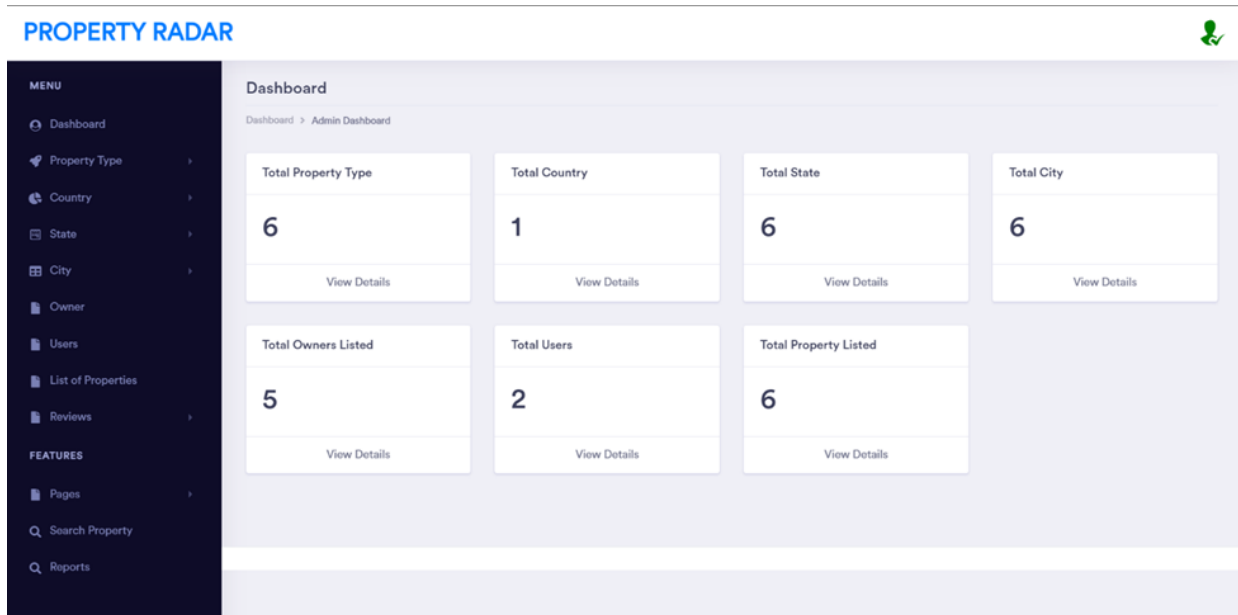 PROPERTY RADAR
MENU
Dashboard
Property Type
Country
State
City
Owner
Users
List of Properties
Reviews
FEATURES
Pages
Search Property
Reports
Dashboard
Dashboard > Admin Dashboard
Total Property Type
6
View Details
Total Country
1
View Details
Total State
6
View Details
Total City
6
View Details
Total Owners Listed
5
View Details
Total Users
2
View Details
Total Property Listed
6
View Details